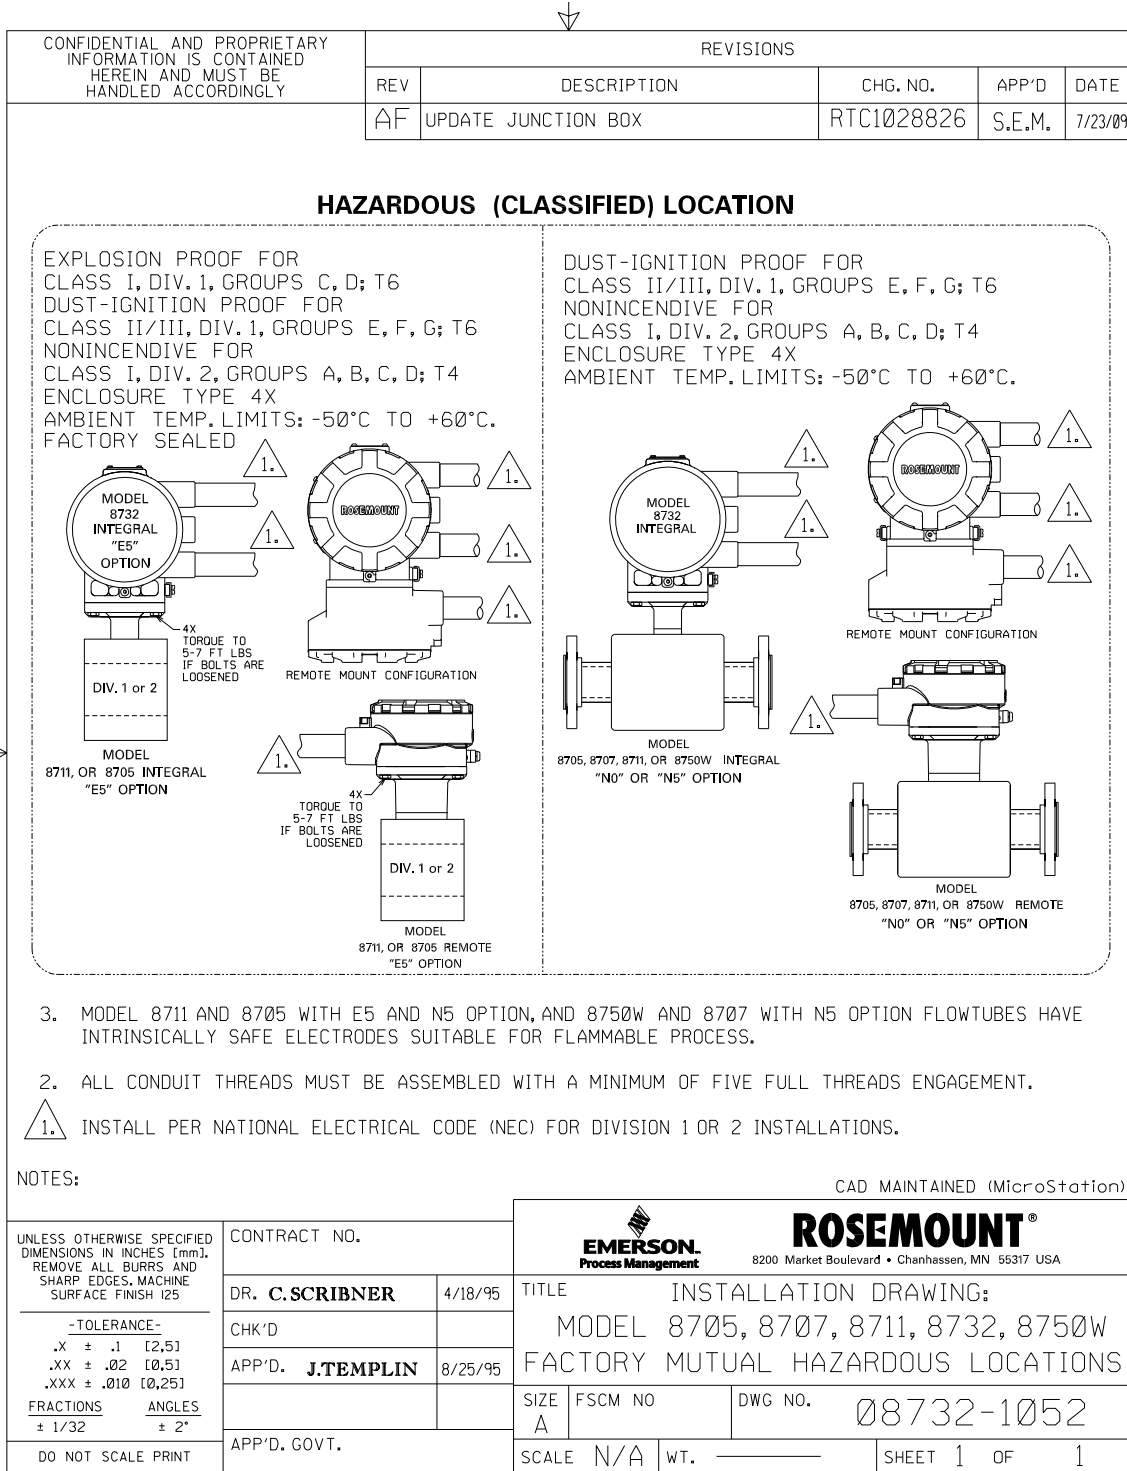 CONFIDENTIAL AND PROPRIETARY
INFORMATION IS CONTAINED
HEREIN AND MUST BE
HANDLED ACCORDINGLY
REVISIONS
REV DESCRIPTION CHG. NO. APP'D DATE
AF UPDATE JUNCTION BOX RTC1028826 S.E.M. 7/23/09
HAZARDOUS (CLASSIFIED) LOCATION
EXPLOSION PROOF FOR
CLASS I, DIV. 1, GROUPS C, D; T6
DUST-IGNITION PROOF FOR
CLASS II/III, DIV. 1, GROUPS E, F, G; T6
NONINCENDIVE FOR
CLASS I, DIV. 2, GROUPS A, B, C, D; T4
ENCLOSURE TYPE 4X
AMBIENT TEMP. LIMITS: -50°C TO +60°C.
FACTORY SEALED
1.
1.
MODEL
8732
INTEGRAL
"E5"
OPTION
ROSEMOUNT
1.
1.
1.
4X
TORQUE TO
5-7 FT LBS
IF BOLTS ARE
LOOSENED
REMOTE MOUNT CONFIGURATION
DIV. 1 or 2
MODEL
8711, OR 8705 INTEGRAL
"E5" OPTION
1.
4X
TORQUE TO
5-7 FT LBS
IF BOLTS ARE
LOOSENED
DIV. 1 or 2
MODEL
8711, OR 8705 REMOTE
"E5" OPTION
DUST-IGNITION PROOF FOR
CLASS II/III, DIV. 1, GROUPS E, F, G; T6
NONINCENDIVE FOR
CLASS I, DIV. 2, GROUPS A, B, C, D; T4
ENCLOSURE TYPE 4X
AMBIENT TEMP. LIMITS: -50°C TO +60°C.
1.
1.
MODEL
8732
INTEGRAL
ROSEMOUNT
1.
1.
1.
REMOTE MOUNT CONFIGURATION
MODEL
8705, 8707, 8711, OR 8750W INTEGRAL
"N0" OR "N5" OPTION
1.
MODEL
8705, 8707, 8711, OR 8750W REMOTE
"N0" OR "N5" OPTION
3. MODEL 8711 AND 8705 WITH E5 AND N5 OPTION, AND 8750W AND 8707 WITH N5 OPTION FLOWTUBES HAVE
INTRINSICALLY SAFE ELECTRODES SUITABLE FOR FLAMMABLE PROCESS.
2. ALL CONDUIT THREADS MUST BE ASSEMBLED WITH A MINIMUM OF FIVE FULL THREADS ENGAGEMENT.
1. INSTALL PER NATIONAL ELECTRICAL CODE (NEC) FOR DIVISION 1 OR 2 INSTALLATIONS.
NOTES:
CAD MAINTAINED (MicroStation)
UNLESS OTHERWISE SPECIFIED
DIMENSIONS IN INCHES [mm].
REMOVE ALL BURRS AND
SHARP EDGES. MACHINE
SURFACE FINISH 125
-TOLERANCE-
.X ± .1 [2,5]
.XX ± .02 [0,5]
.XXX ± .010 [0,25]
FRACTIONS ANGLES
± 1/32 ± 2°
DO NOT SCALE PRINT
CONTRACT NO.
DR. C. SCRIBNER 4/18/95
CHK'D
APP'D. J.TEMPLIN 8/25/95
APP'D. GOVT.
EMERSON.
Process Management
ROSEMOUNT®
8200 Market Boulevard • Chanhassen, MN 55317 USA
TITLE INSTALLATION DRAWING:
MODEL 8705, 8707, 8711, 8732, 8750W
FACTORY MUTUAL HAZARDOUS LOCATIONS
SIZE A FSCM NO DWG NO. 08732-1052
SCALE N/A WT. SHEET 1 OF 1